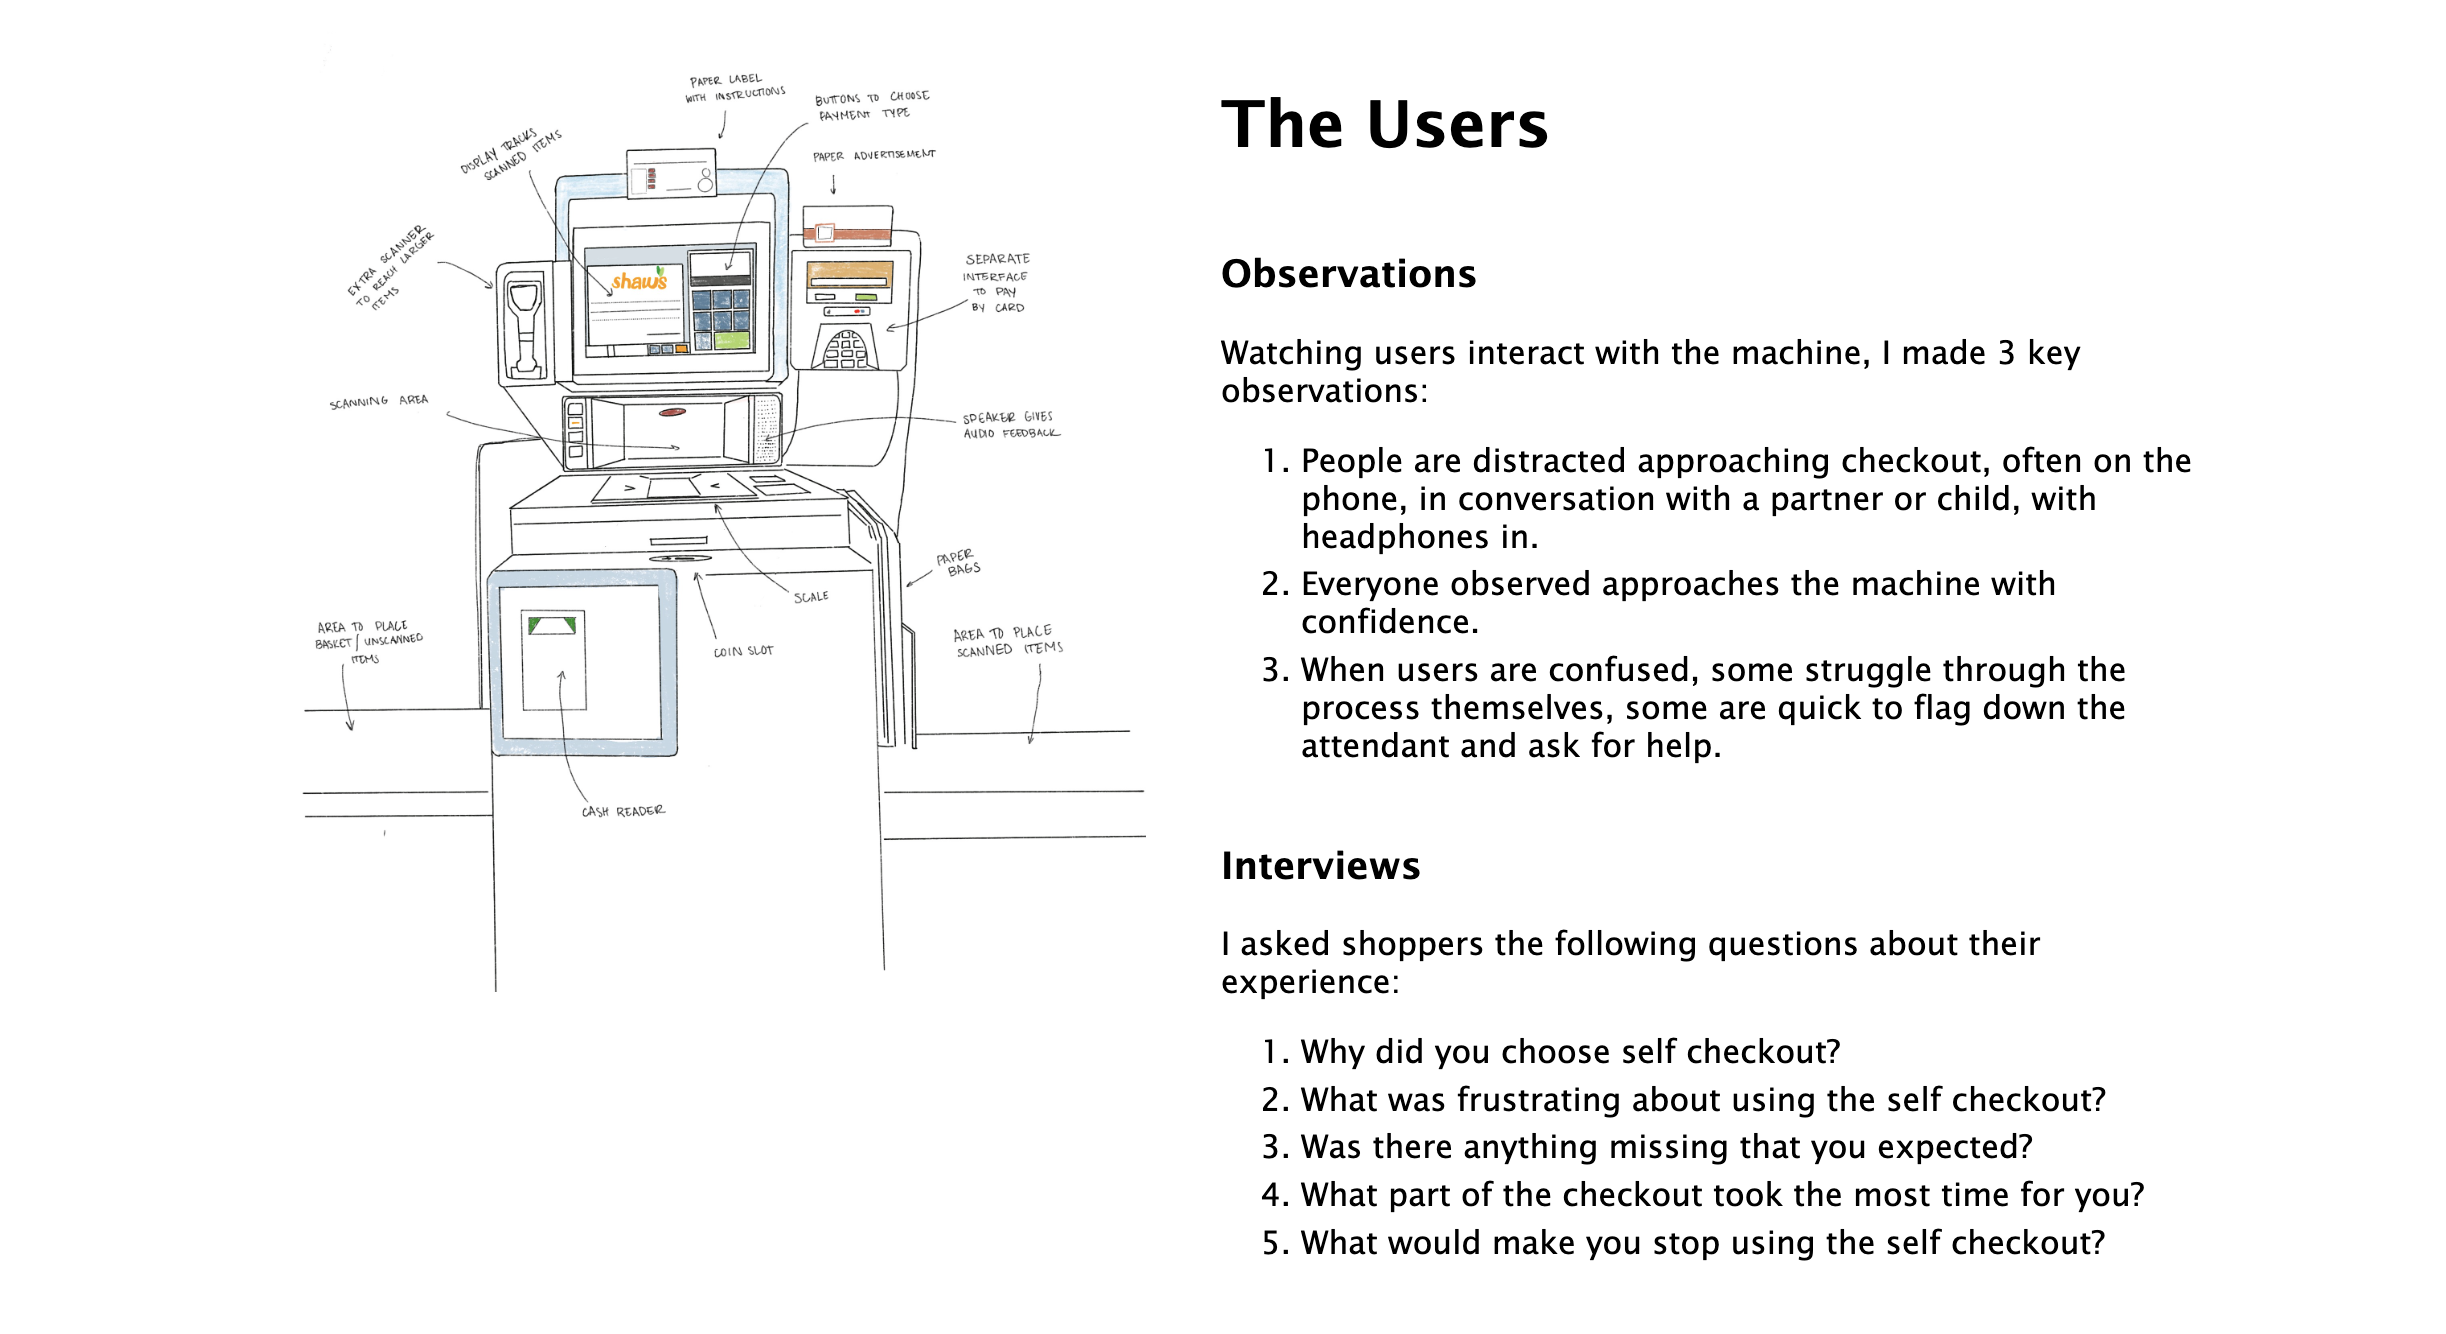 PAPER LABEL
WITH INSTRUCTIONS
BUTTONS TO CHOOSE
PAYMENT TYPE
DISPLAY TRACKS
SCANNED ITEMS
PAPER ADVERTISEMENT
EXTRA SCANNER
TO REACH LARGER
ITEMS
shaw's
SEPARATE
INTERFACE
TO PAY
BY CARD
SCANNING AREA
SPEAKER GIVES
AUDIO FEEDBACK
> <
PAPER
BAGS
SCALE
AREA TO PLACE
BASKET/UNSCANNED
ITEMS
COIN SLOT
AREA TO PLACE
SCANNED ITEMS
CASH READER
The Users
Observations
Watching users interact with the machine, I made 3 key
observations:
1. People are distracted approaching checkout, often on the
phone, in conversation with a partner or child, with
headphones in.
2. Everyone observed approaches the machine with
confidence.
3. When users are confused, some struggle through the
process themselves, some are quick to flag down the
attendant and ask for help.
Interviews
I asked shoppers the following questions about their
experience:
1. Why did you choose self checkout?
2. What was frustrating about using the self checkout?
3. Was there anything missing that you expected?
4. What part of the checkout took the most time for you?
5. What would make you stop using the self checkout?